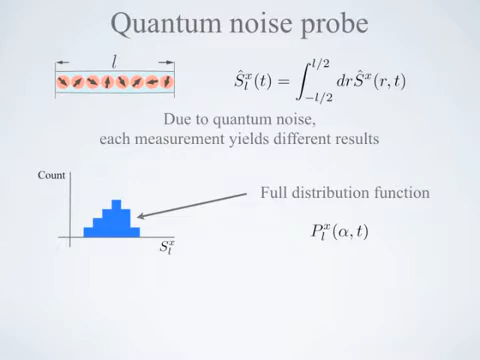 Quantum noise probe
l
Ŝ_l^x(t) = ∫_{-l/2}^{l/2} dr Ŝ^x(r, t)
Due to quantum noise,
each measurement yields different results
Count
Full distribution function
P_l^x(α, t)
S_l^x